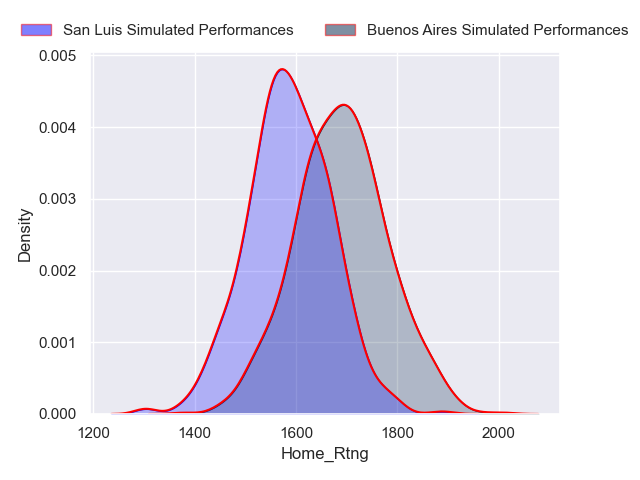 San Luis Simulated Performances
Buenos Aires Simulated Performances
0.005
0.004
0.003
0.002
0.001
0.000
Density
1200
1400
1600
1800
2000
Home_Rtng